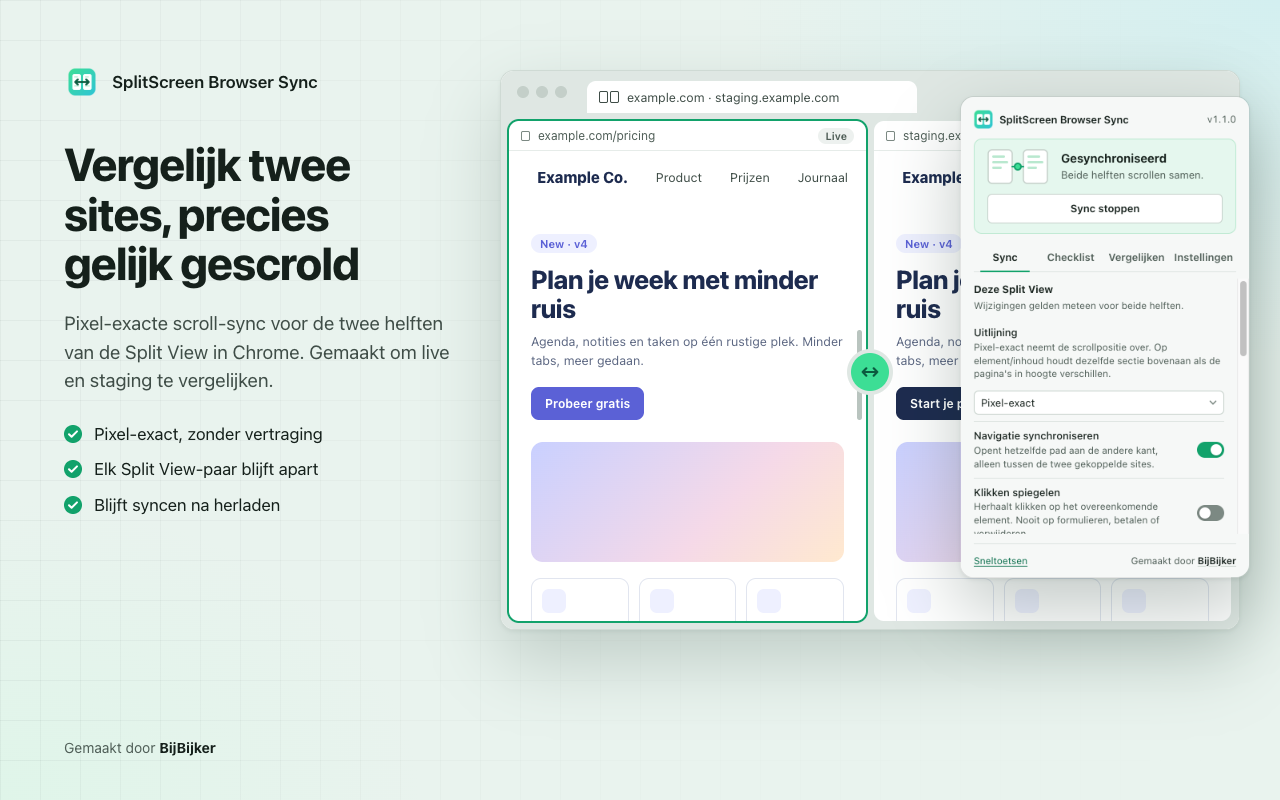 SplitScreen Browser Sync
Vergelijk twee
sites, precies
gelijk gescrold
Pixel-exacte scroll-sync voor de twee helften
van de Split View in Chrome. Gemaakt om live
en staging te vergelijken.
Pixel-exact, zonder vertraging
Elk Split View-paar blijft apart
Blijft syncen na herladen
Gemaakt door BijBijker
example.com · staging.example.com
example.com/pricing
Live
Example Co.
Product
Prijzen
Journaal
New · v4
Plan je week met minder
ruis
Agenda, notities en taken op één rustige plek. Minder
tabs, meer gedaan.
Probeer gratis
staging.ex
Example
New · v4
Plan je
ruis
Agenda, no
tabs, meer
Start je p
SplitScreen Browser Sync
v1.1.0
Gesynchroniseerd
Beide helften scrollen samen.
Sync stoppen
Sync
Checklist
Vergelijken
Instellingen
Deze Split View
Wijzigingen gelden meteen voor beide helften.
Uitlijning
Pixel-exact neemt de scrollpositie over. Op
element/inhoud houdt dezelfde sectie bovenaan als de
pagina's in hoogte verschillen.
Pixel-exact
Navigatie synchroniseren
Opent hetzelfde pad aan de andere kant,
alleen tussen de twee gekoppelde sites.
Klikken spiegelen
Herhaalt klikken op het overeenkomende
element. Nooit op formulieren, betalen of
verwijderen.
Sneltoetsen
Gemaakt door BijBijker